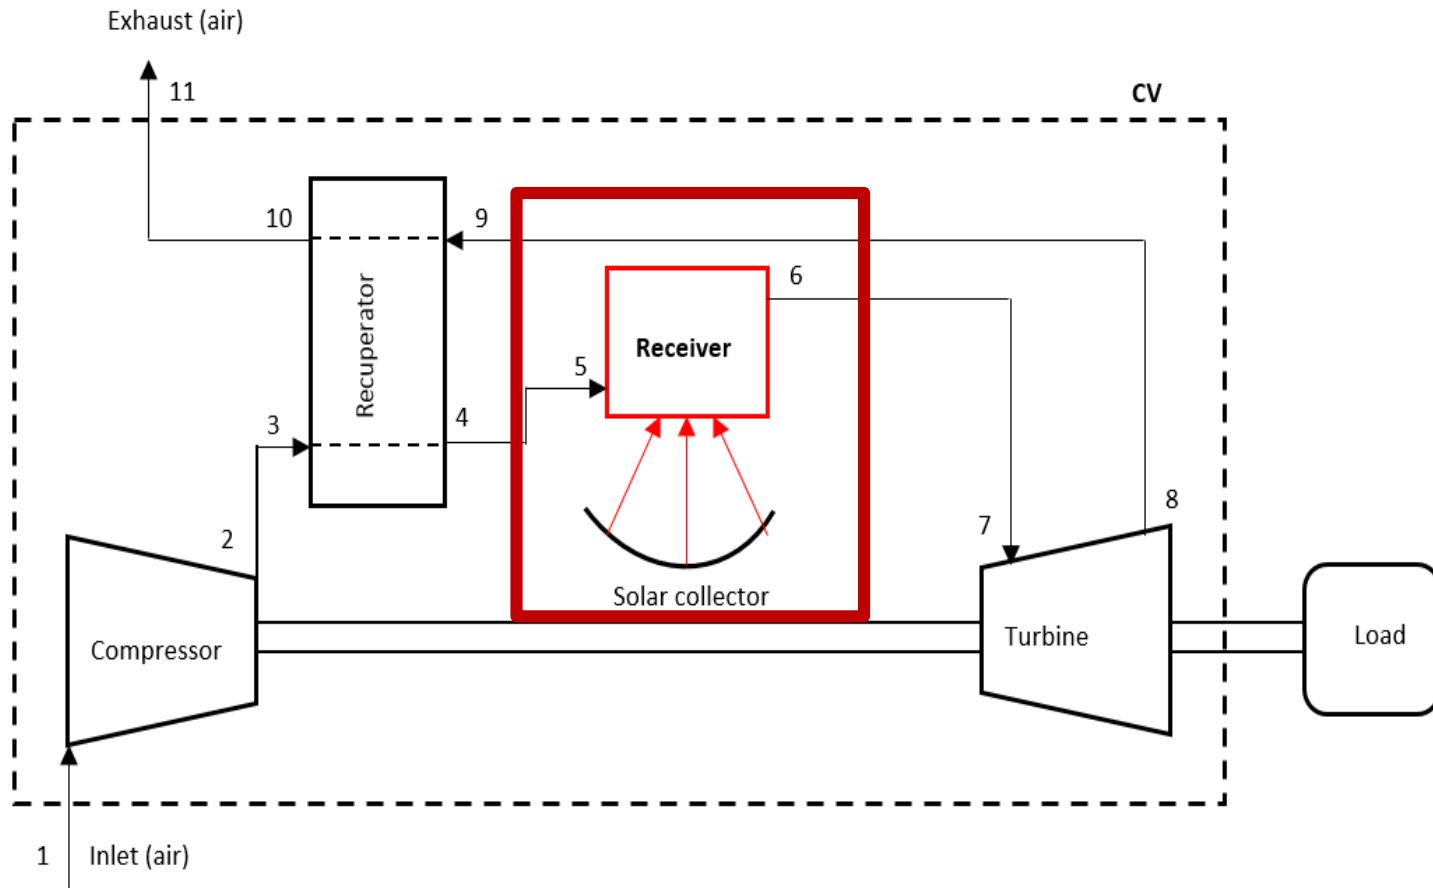 Exhaust (air)
11
CV
10
9
6
Recuperator
Receiver
5
4
3
8
7
2
Solar collector
Compressor
Turbine
Load
1
Inlet (air)